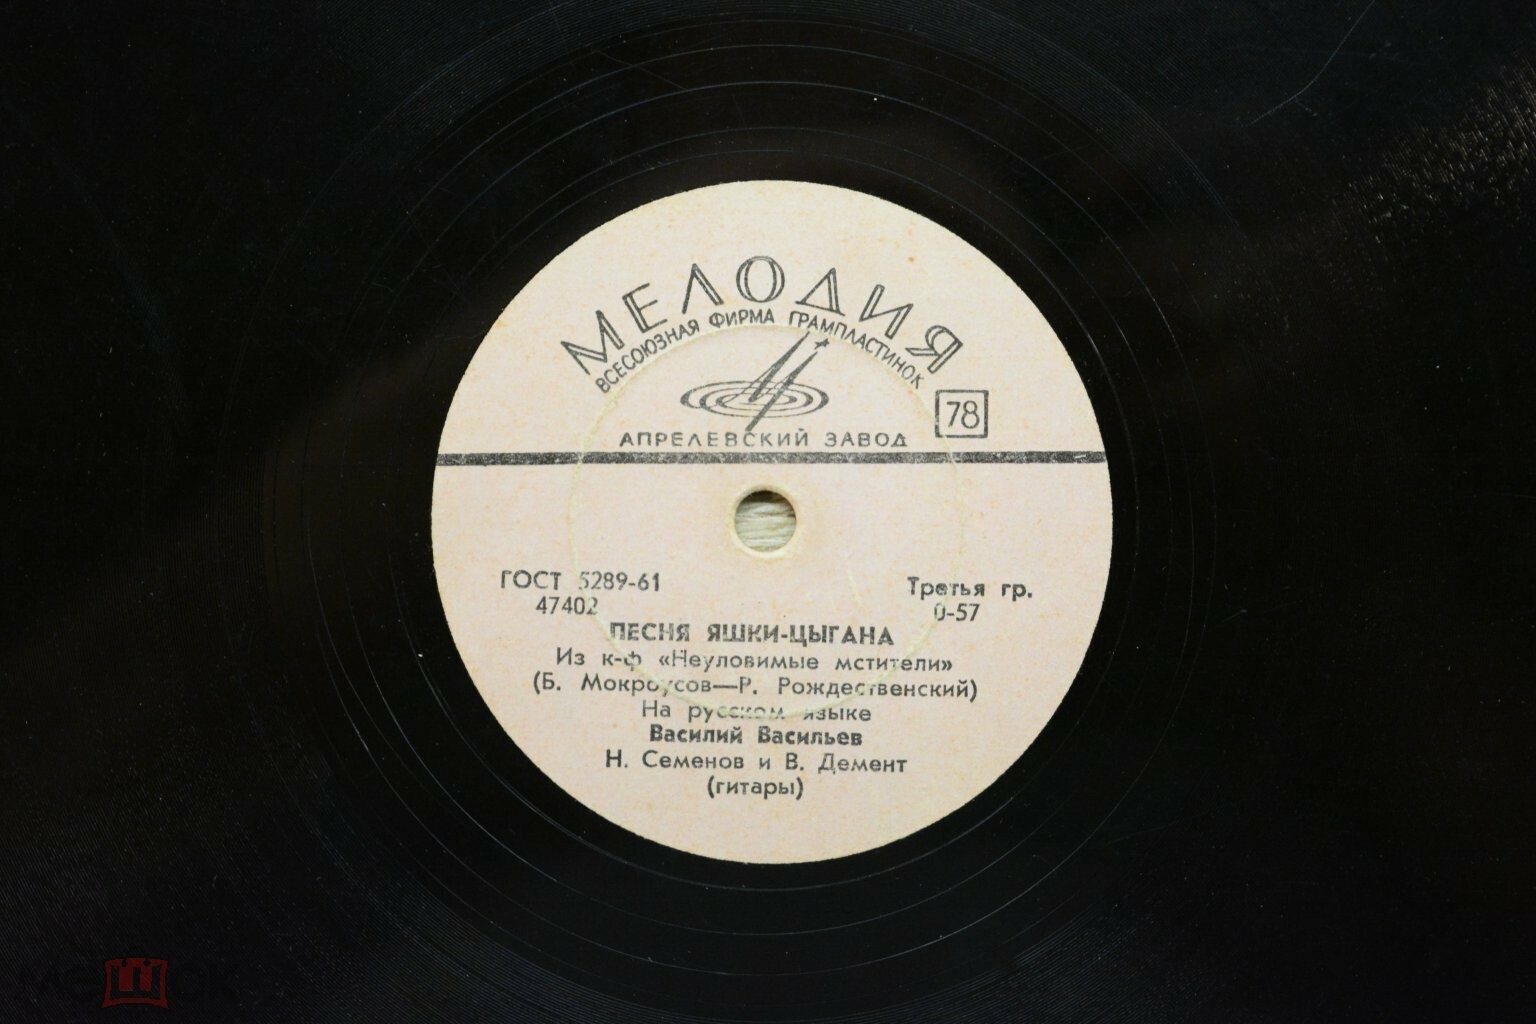 МЕЛОДИЯ
ВСЕСОЮЗНАЯ ФИРМА ГРАМПЛАСТИНОК
78
АПРЕЛЕВСКИЙ ЗАВОД
ГОСТ 5289-61
Третья гр.
47402
0-57
ПЕСНЯ ЯШКИ-ЦЫГАНА
Из к-ф «Неуловимые мстители»
(Б. Мокроусов—Р. Рождественский)
На русском языке
Василий Васильев
Н. Семенов и В. Демент
(гитары)
мешок